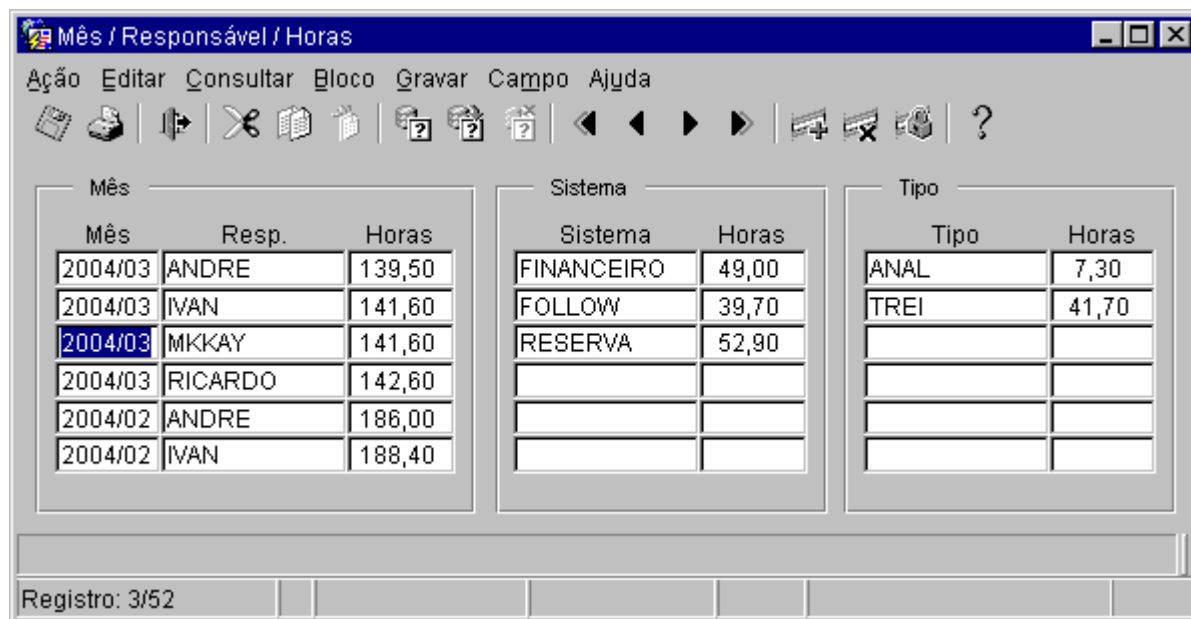 Mês / Responsável / Horas
Ação Editar Consultar Bloco Gravar Campo Ajuda
Mês Sistema Tipo
Mês Resp. Horas Sistema Horas Tipo Horas
2004/03 ANDRE 139,50 FINANCEIRO 49,00 ANAL 7,30
2004/03 IVAN 141,60 FOLLOW 39,70 TREI 41,70
2004/03 MKKAY 141,60 RESERVA 52,90
2004/03 RICARDO 142,60
2004/02 ANDRE 186,00
2004/02 IVAN 188,40
Registro: 3/52